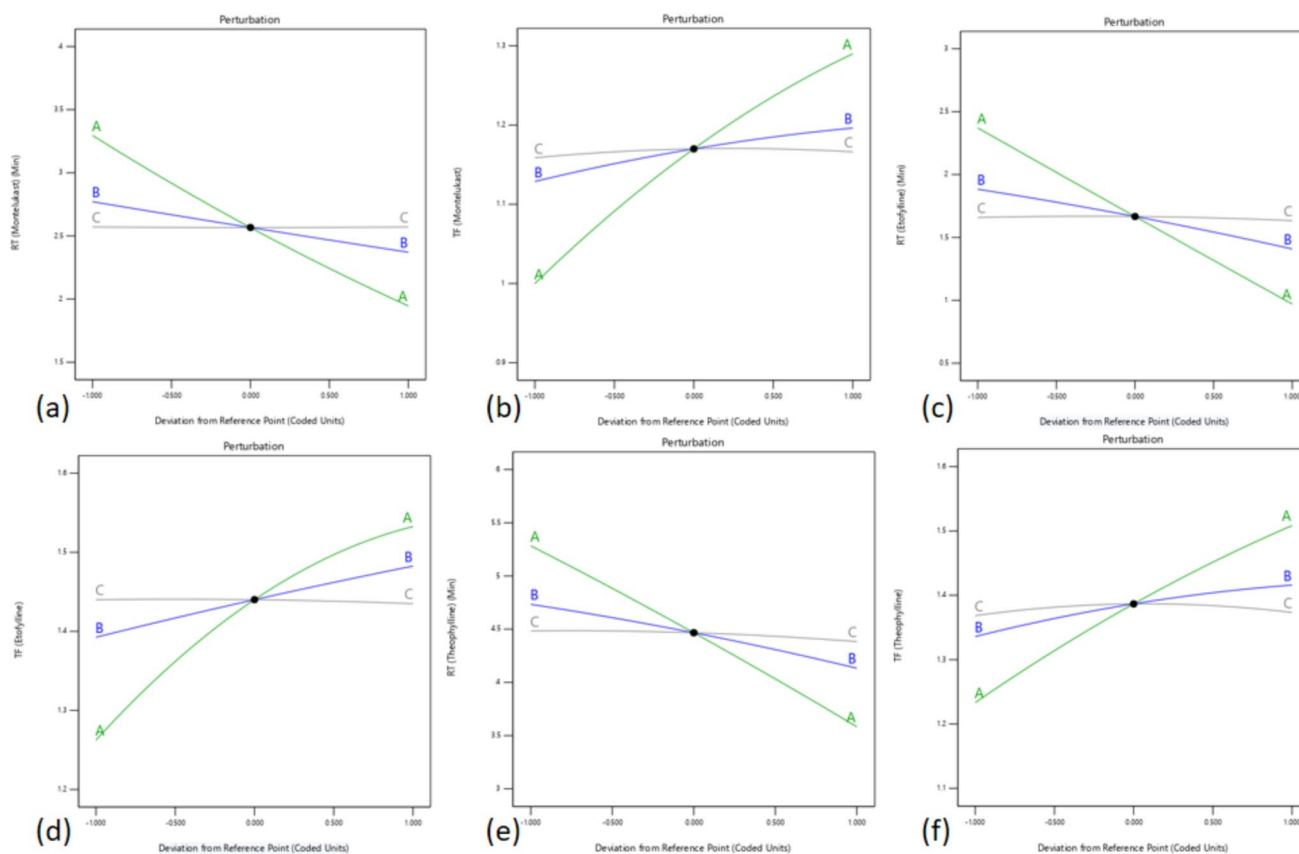 Perturbation
4
3.5
3
2.5
2
1.5
RT (Montelukast) (Min)
A
B
C
C
B
A
-1.000
-0.500
0.000
0.500
1.000
Deviation from Reference Point (Coded Units)
(a)
Perturbation
1.3
1.2
1.1
1
0.9
TF (Montelukast)
A
C
B
B
C
A
-1.000
-0.500
0.000
0.500
1.000
Deviation from Reference Point (Coded Units)
(b)
Perturbation
3
2.5
2
1.5
1
0.5
RT (Etofylline) (Min)
A
B
C
C
B
A
-1.000
-0.500
0.000
0.500
1.000
Deviation from Reference Point (Coded Units)
(c)
Perturbation
1.6
1.5
1.4
1.3
1.2
TF (Etofylline)
A
C
B
B
C
A
-1.000
-0.500
0.000
0.500
1.000
Deviation from Reference Point (Coded Units)
(d)
Perturbation
6
5.5
5
4.5
4
3.5
3
RT (Theophylline) (Min)
A
B
C
C
B
A
-1.000
-0.500
0.000
0.500
1.000
Deviation from Reference Point (Coded Units)
(e)
Perturbation
1.6
1.5
1.4
1.3
1.2
1.1
TF (Theophylline)
A
B
C
C
B
A
-1.000
-0.500
0.000
0.500
1.000
Deviation from Reference Point (Coded Units)
(f)